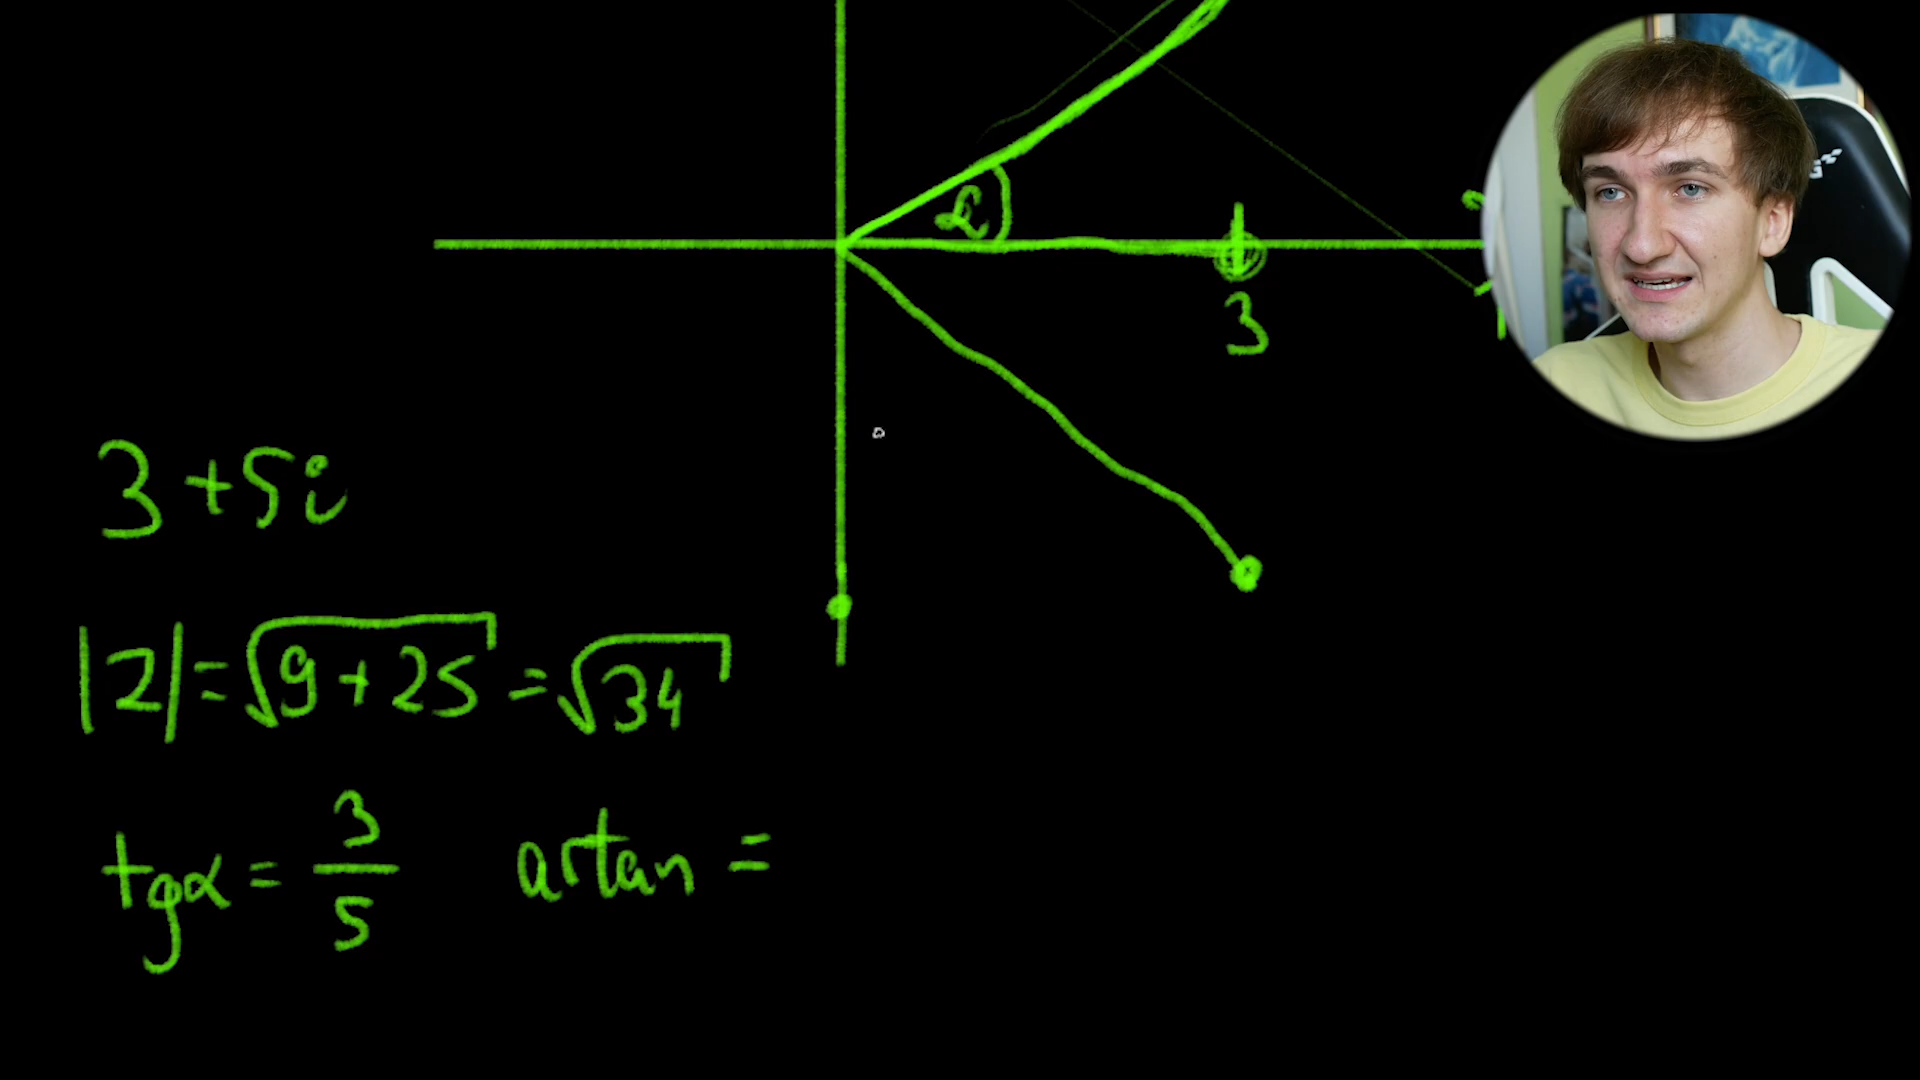 α
3
3+5i
|z|=√9+25=√34
tgα= 3/5 artan =